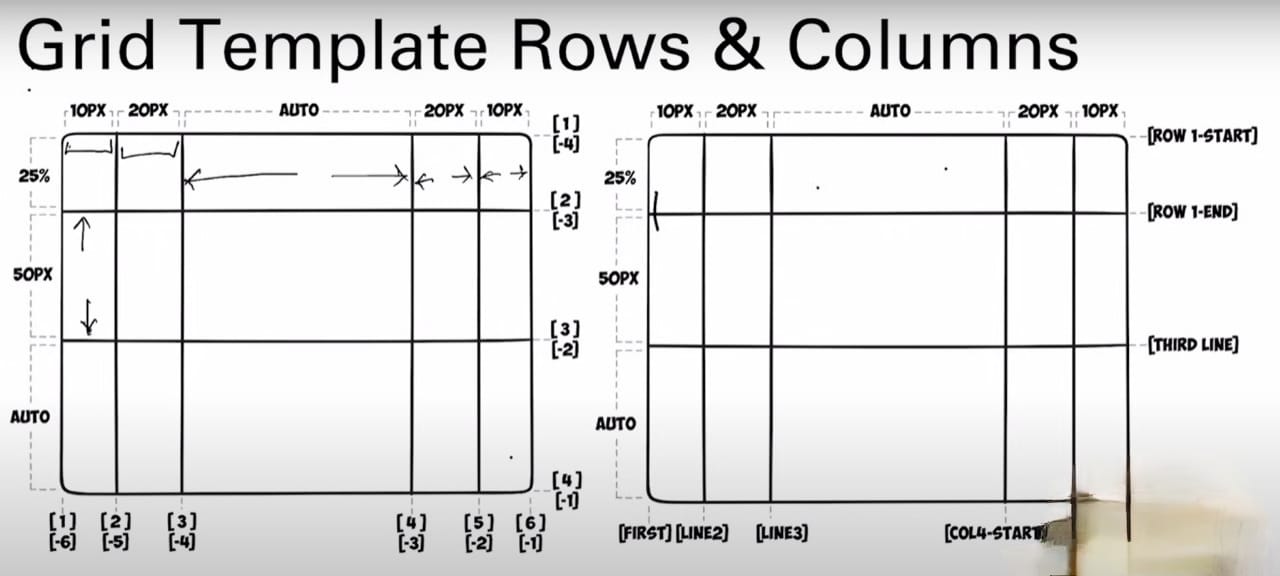 Grid Template Rows & Columns
10PX 20PX AUTO 20PX 10PX
[1]
[-4]
25%
[2]
[-3]
50PX
[3]
[-2]
AUTO
[4]
[-1]
[1] [2] [3] [4] [5] [6]
[-6] [-5] [-4] [-3] [-2] [-1]
10PX 20PX AUTO 20PX 10PX
[ROW 1-START]
25%
[ROW 1-END]
50PX
[THIRD LINE]
AUTO
[FIRST] [LINE2] [LINE3] [COL4-START